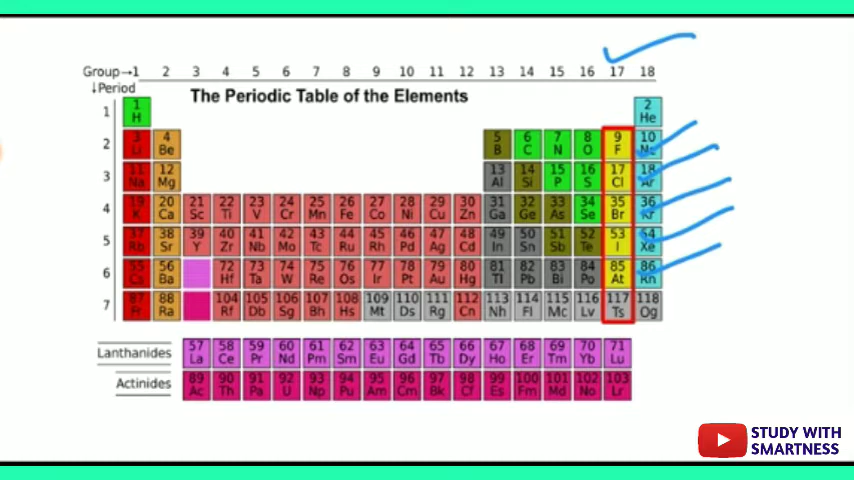 Group→1 2 3 4 5 6 7 8 9 10 11 12 13 14 15 16 17 18
↓Period
The Periodic Table of the Elements
1 2
1 H He
3 4 5 6 7 8 9 10
2 Li Be B C N O F Ne
11 12 13 14 15 16 17 18
3 Na Mg Al Si P S Cl Ar
19 20 21 22 23 24 25 26 27 28 29 30 31 32 33 34 35 36
4 K Ca Sc Ti V Cr Mn Fe Co Ni Cu Zn Ga Ge As Se Br Kr
37 38 39 40 41 42 43 44 45 46 47 48 49 50 51 52 53 54
5 Rb Sr Y Zr Nb Mo Tc Ru Rh Pd Ag Cd In Sn Sb Te I Xe
55 56 72 73 74 75 76 77 78 79 80 81 82 83 84 85 86
6 Cs Ba Hf Ta W Re Os Ir Pt Au Hg Tl Pb Bi Po At Rn
87 88 104 105 106 107 108 109 110 111 112 113 114 115 116 117 118
7 Fr Ra Rf Db Sg Bh Hs Mt Ds Rg Cn Nh Fl Mc Lv Ts Og
57 58 59 60 61 62 63 64 65 66 67 68 69 70 71
Lanthanides La Ce Pr Nd Pm Sm Eu Gd Tb Dy Ho Er Tm Yb Lu
89 90 91 92 93 94 95 96 97 98 99 100 101 102 103
Actinides Ac Th Pa U Np Pu Am Cm Bk Cf Es Fm Md No Lr
STUDY WITH
SMARTNESS